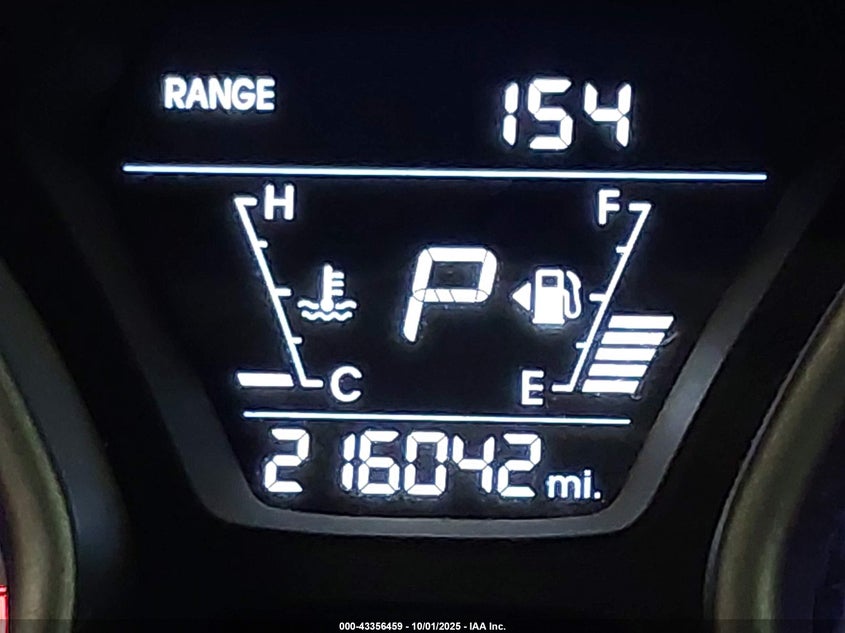 RANGE 154
H F
P
C E
216042 mi.
000-43356459 - 10/01/2025 - IAA Inc.